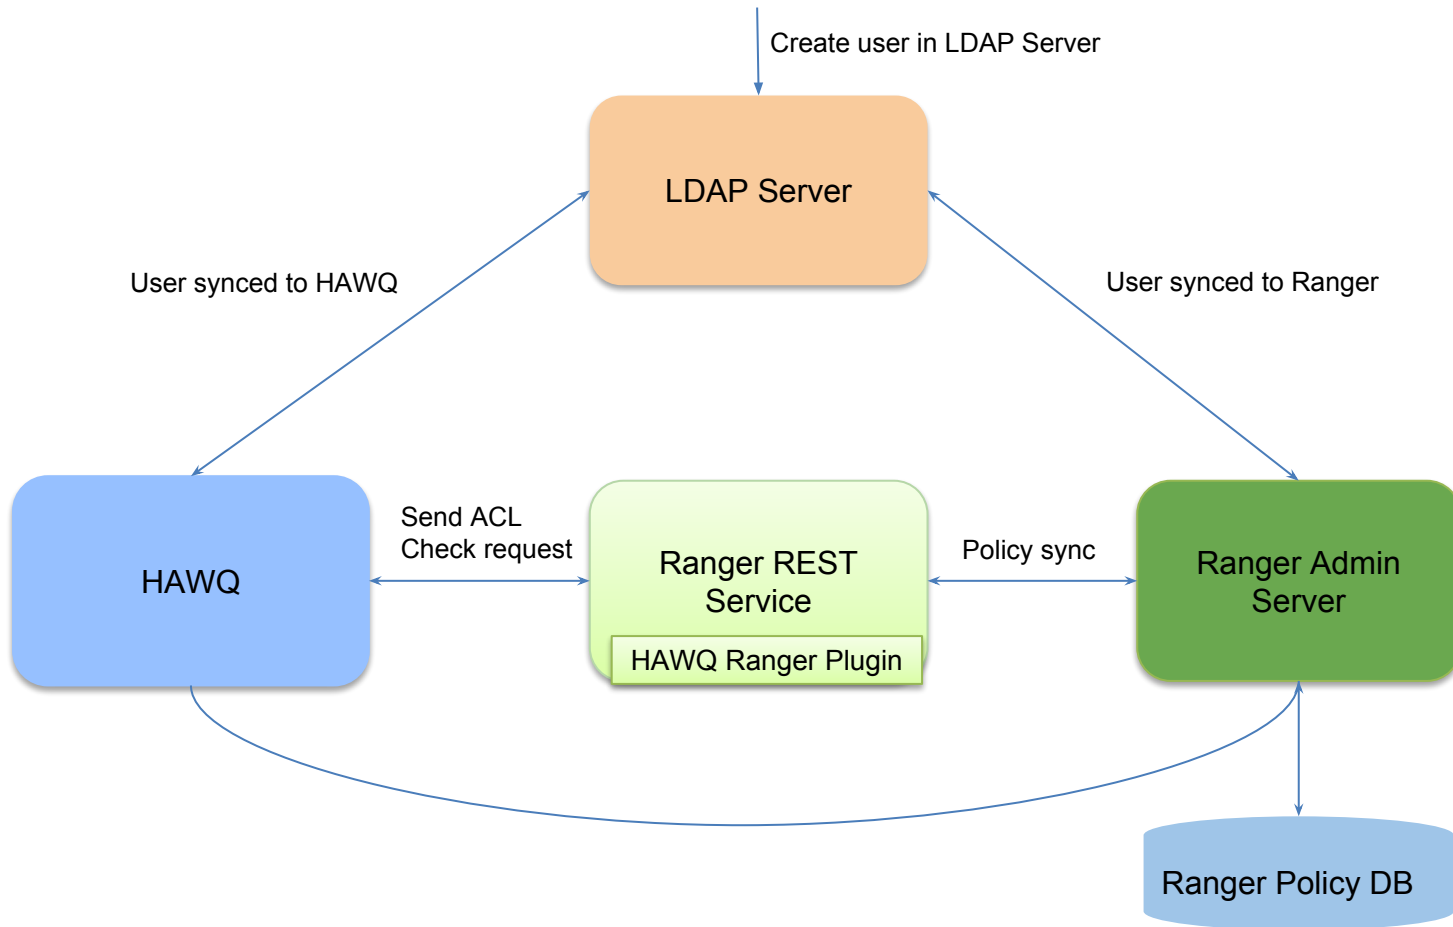 Create user in LDAP Server
LDAP Server
User synced to HAWQ
User synced to Ranger
HAWQ
Send ACL
Check request
Ranger REST
Service
HAWQ Ranger Plugin
Policy sync
Ranger Admin
Server
Ranger Policy DB